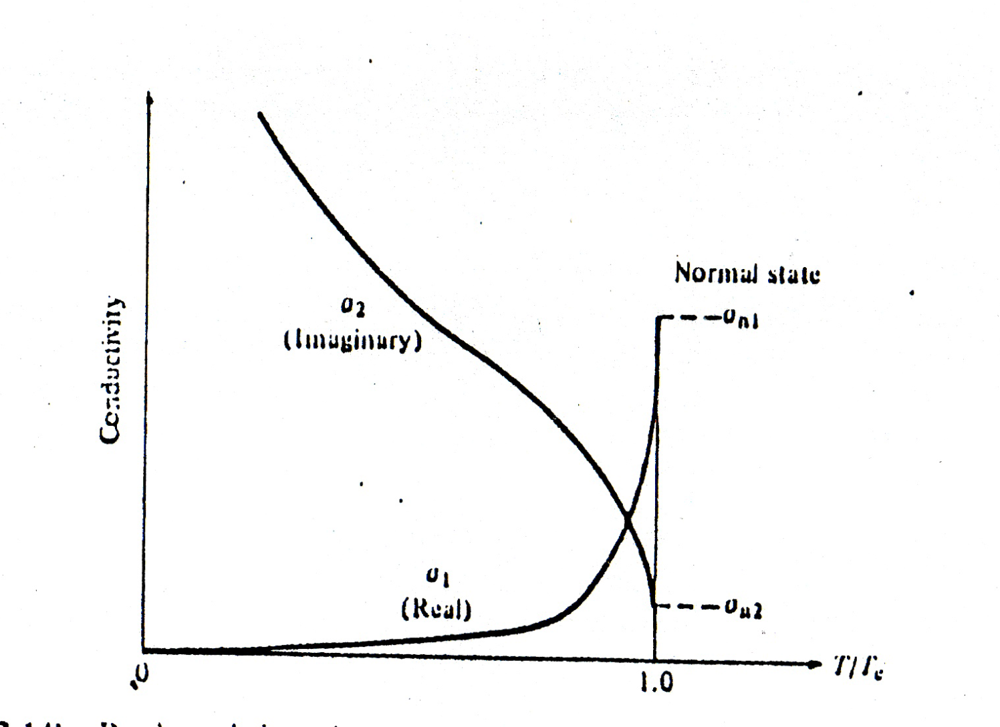 Normal state
σn1
σ2
(Imaginary)
Conductivity
σ1
(Real)
σn2
0
1.0
T/Tc